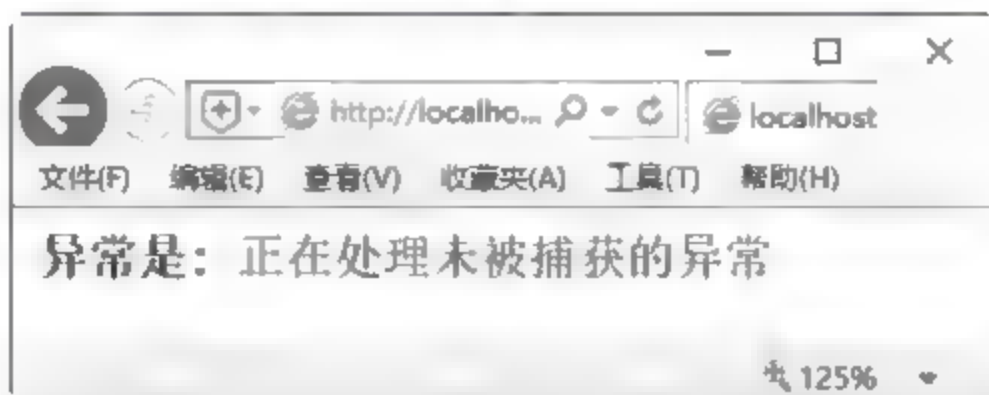 http://localho...
localhost
文件(F) 编辑(E) 查看(V) 收藏夹(A) 工具(T) 帮助(H)
异常是：正在处理未被捕获的异常
125%